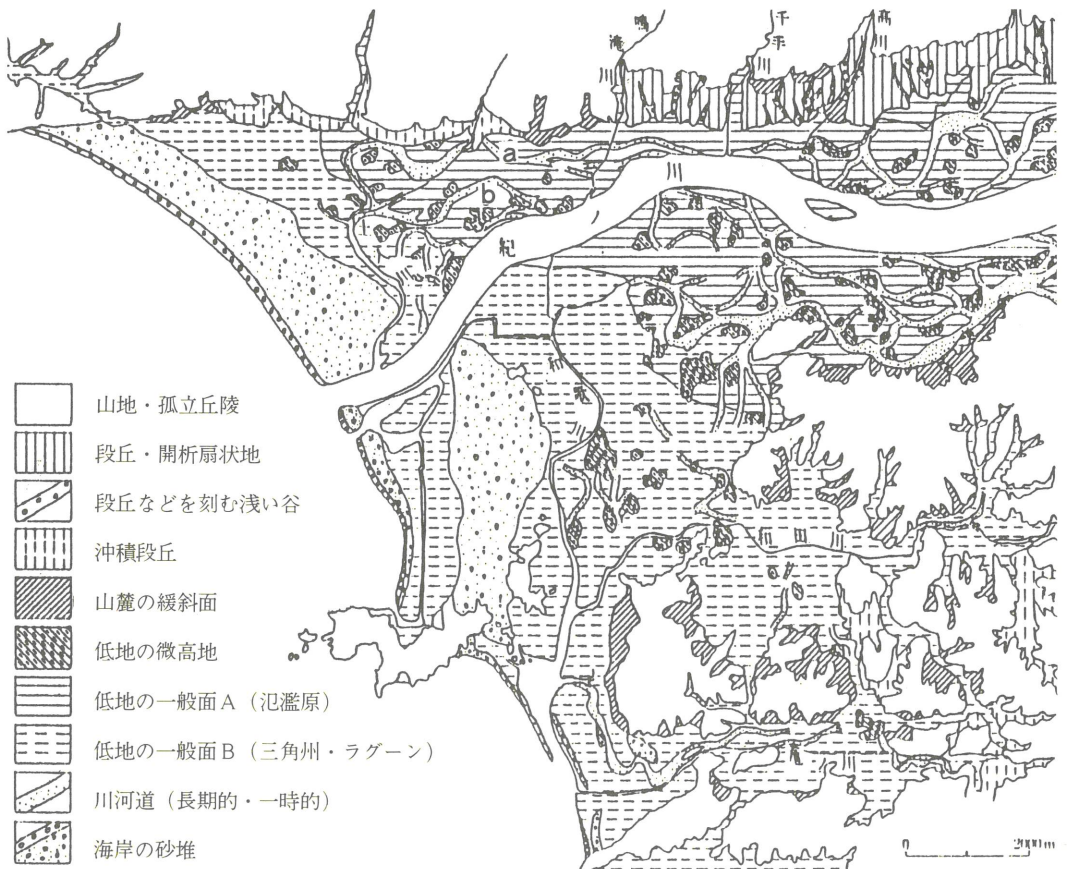 鳴滝川
千手川
高川
a
b
紀ノ川
和歌川
和田川
山地・孤立丘陵
段丘・開析扇状地
段丘などを刻む浅い谷
沖積段丘
山麓の緩斜面
低地の微高地
低地の一般面A（氾濫原）
低地の一般面B（三角州・ラグーン）
川河道（長期的・一時的）
海岸の砂堆
0
2000m